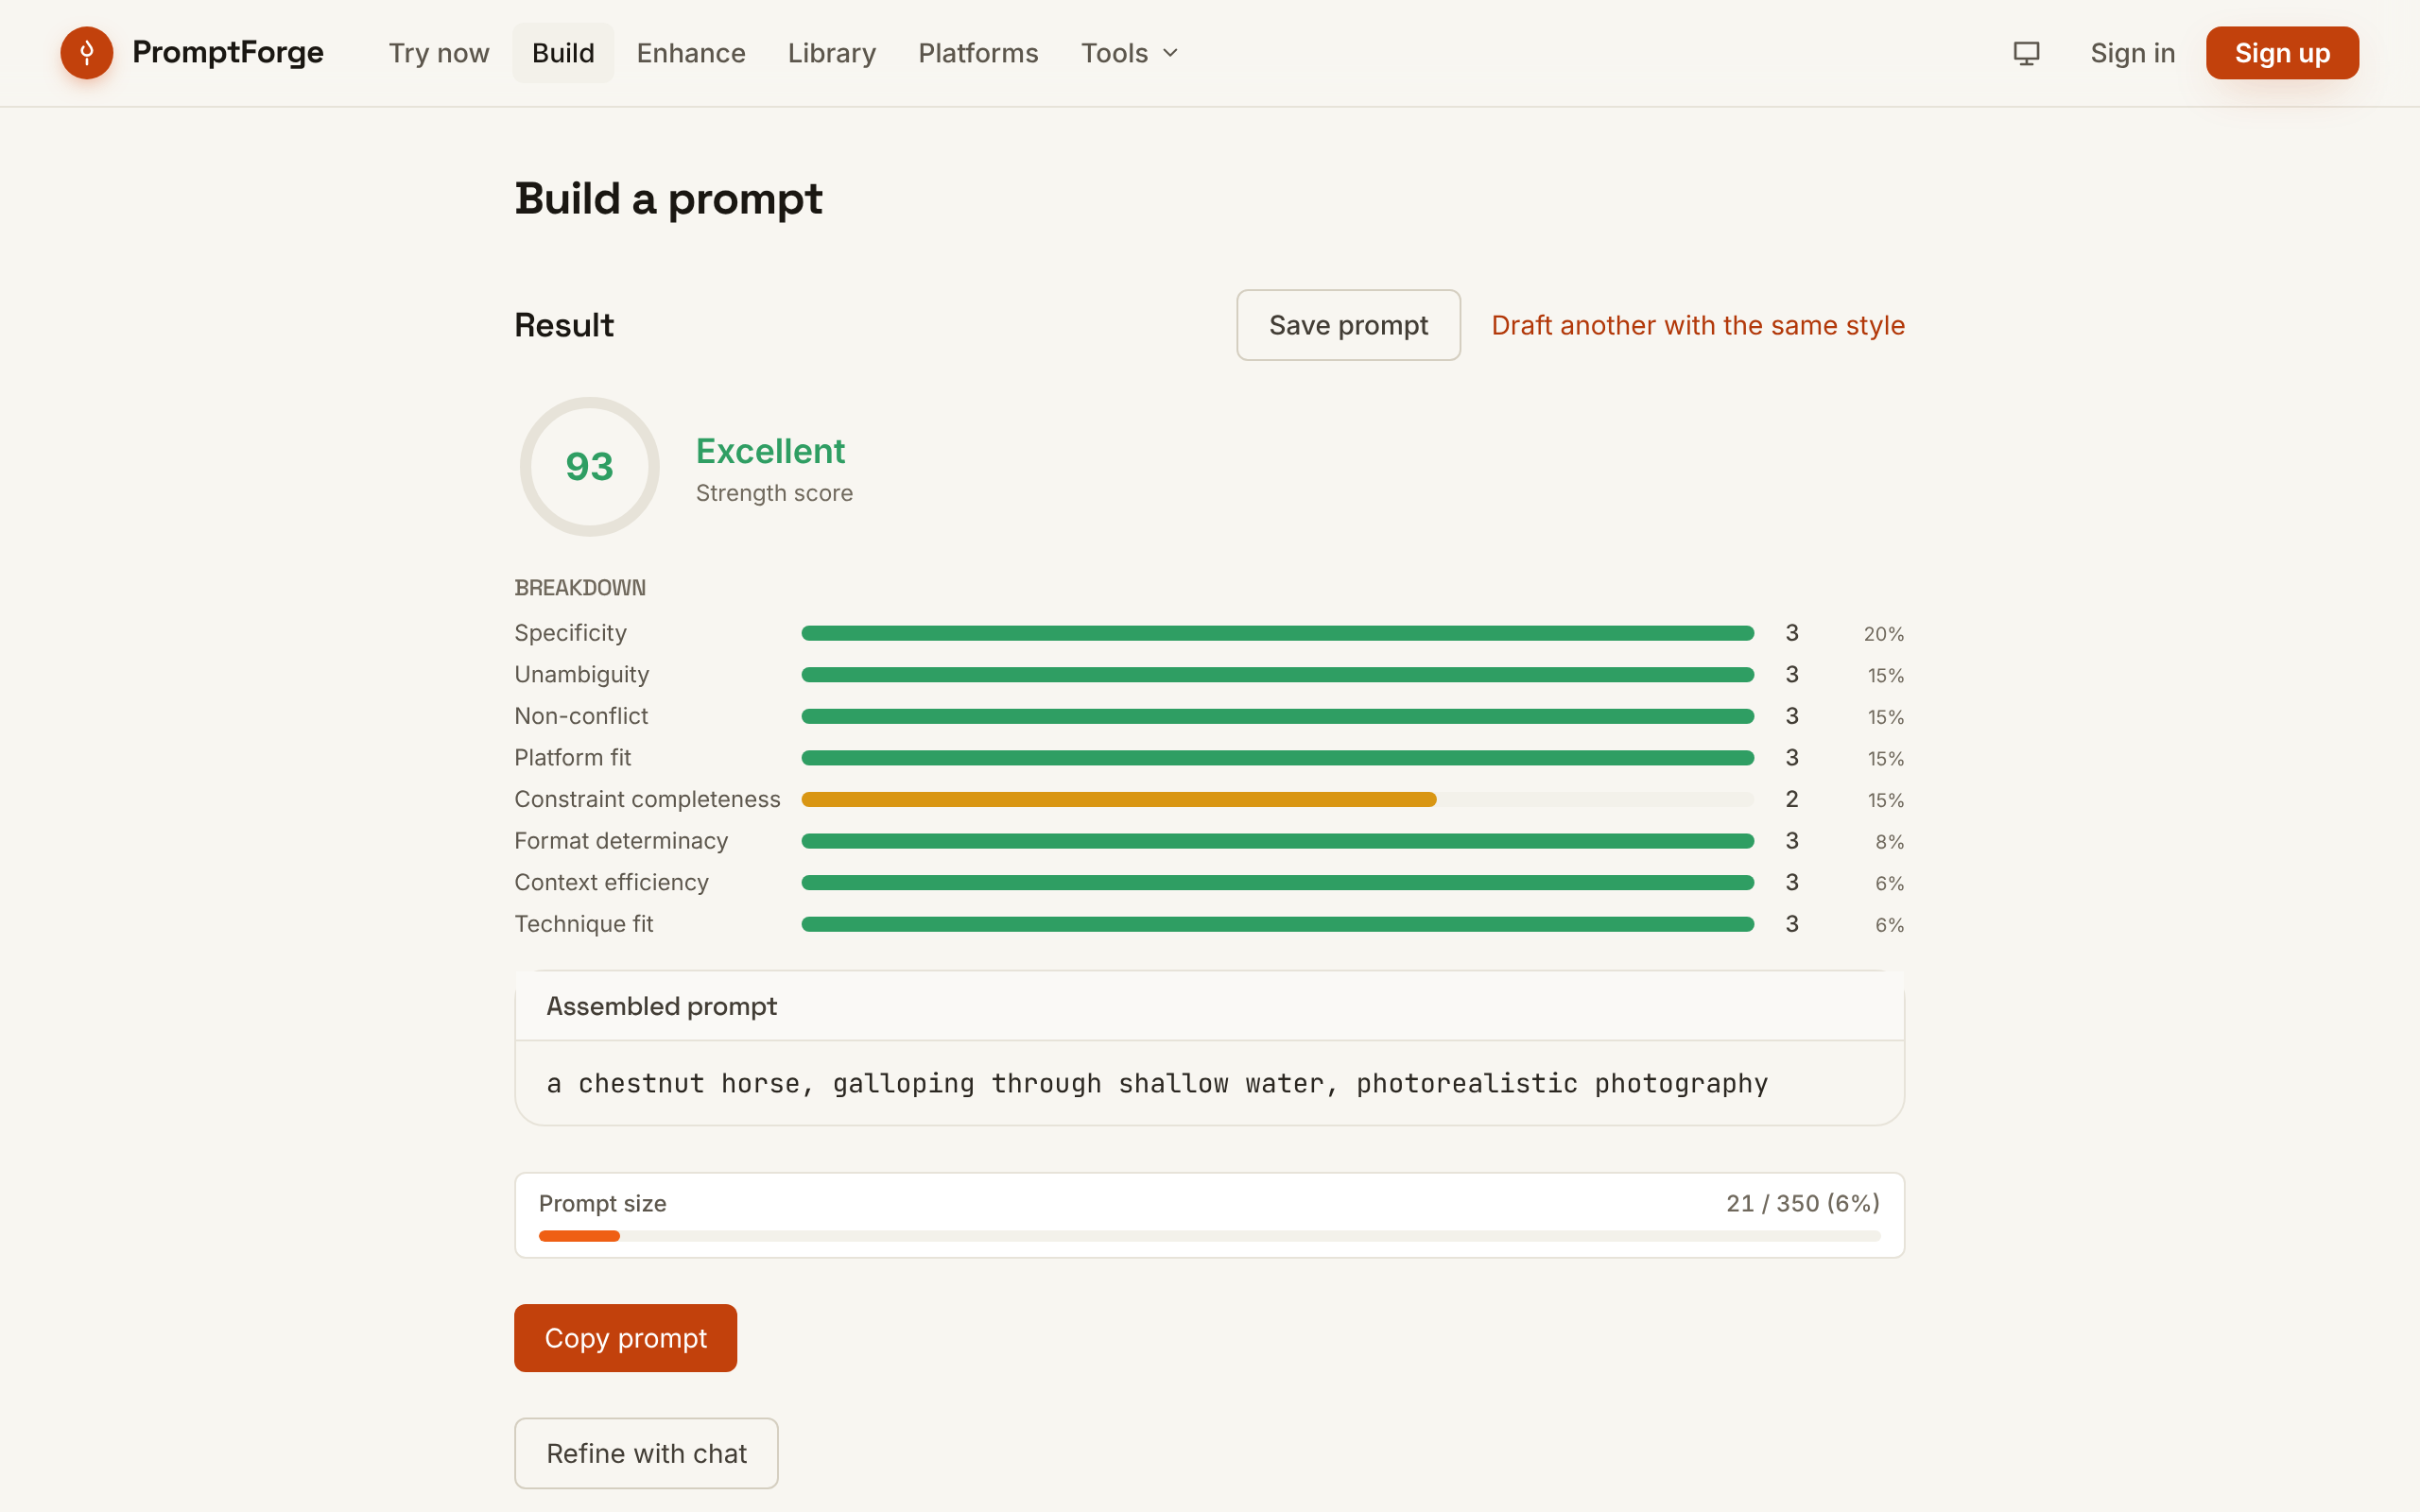 PromptForge Try now Build Enhance Library Platforms Tools Sign in Sign up
Build a prompt
Result Save prompt Draft another with the same style
93 Excellent
Strength score
BREAKDOWN
Specificity 3 20%
Unambiguity 3 15%
Non-conflict 3 15%
Platform fit 3 15%
Constraint completeness 2 15%
Format determinacy 3 8%
Context efficiency 3 6%
Technique fit 3 6%
Assembled prompt
a chestnut horse, galloping through shallow water, photorealistic photography
Prompt size 21 / 350 (6%)
Copy prompt
Refine with chat